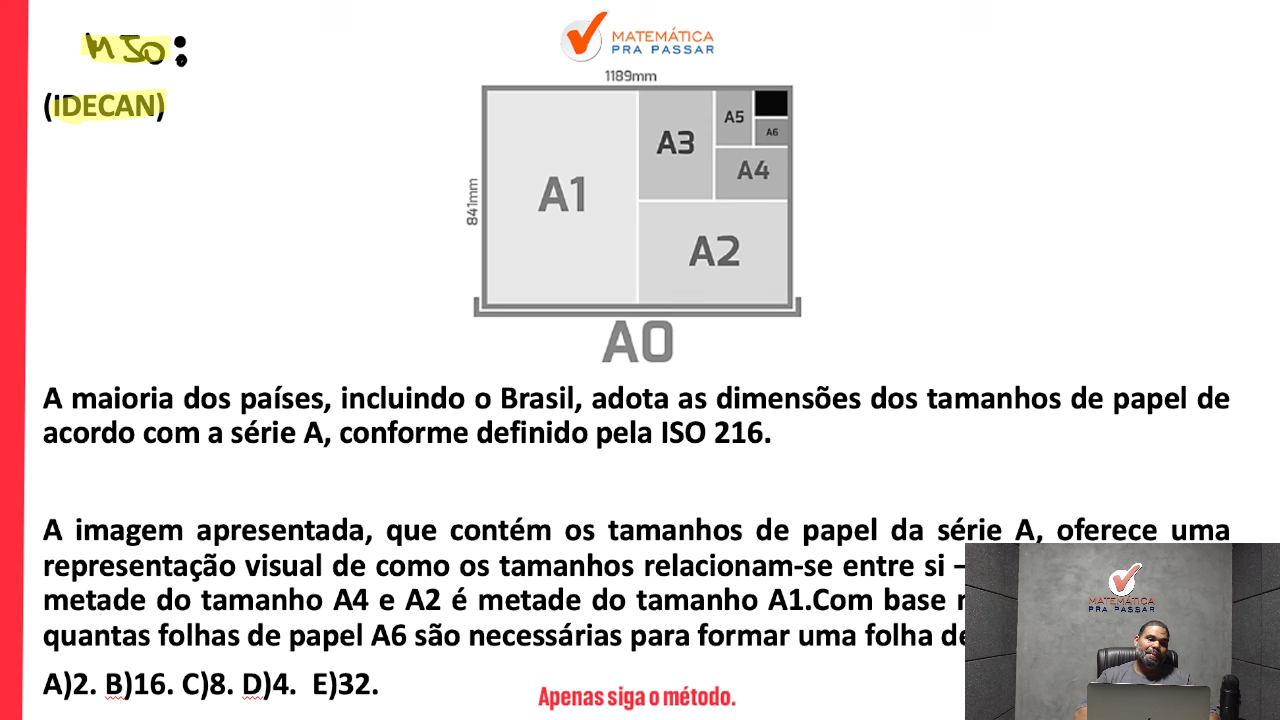 MJO:
MATEMÁTICA
PRA PASSAR
(IDECAN)
1189mm
841mm
A1
A3
A5
A6
A4
A2
A0
A maioria dos países, incluindo o Brasil, adota as dimensões dos tamanhos de papel de
acordo com a série A, conforme definido pela ISO 216.
A imagem apresentada, que contém os tamanhos de papel da série A, oferece uma
representação visual de como os tamanhos relacionam-se entre si –
metade do tamanho A4 e A2 é metade do tamanho A1.Com base
quantas folhas de papel A6 são necessárias para formar uma folha
A)2. B)16. C)8. D)4. E)32.
Apenas siga o método.
MATEMÁTICA
PRA PASSAR